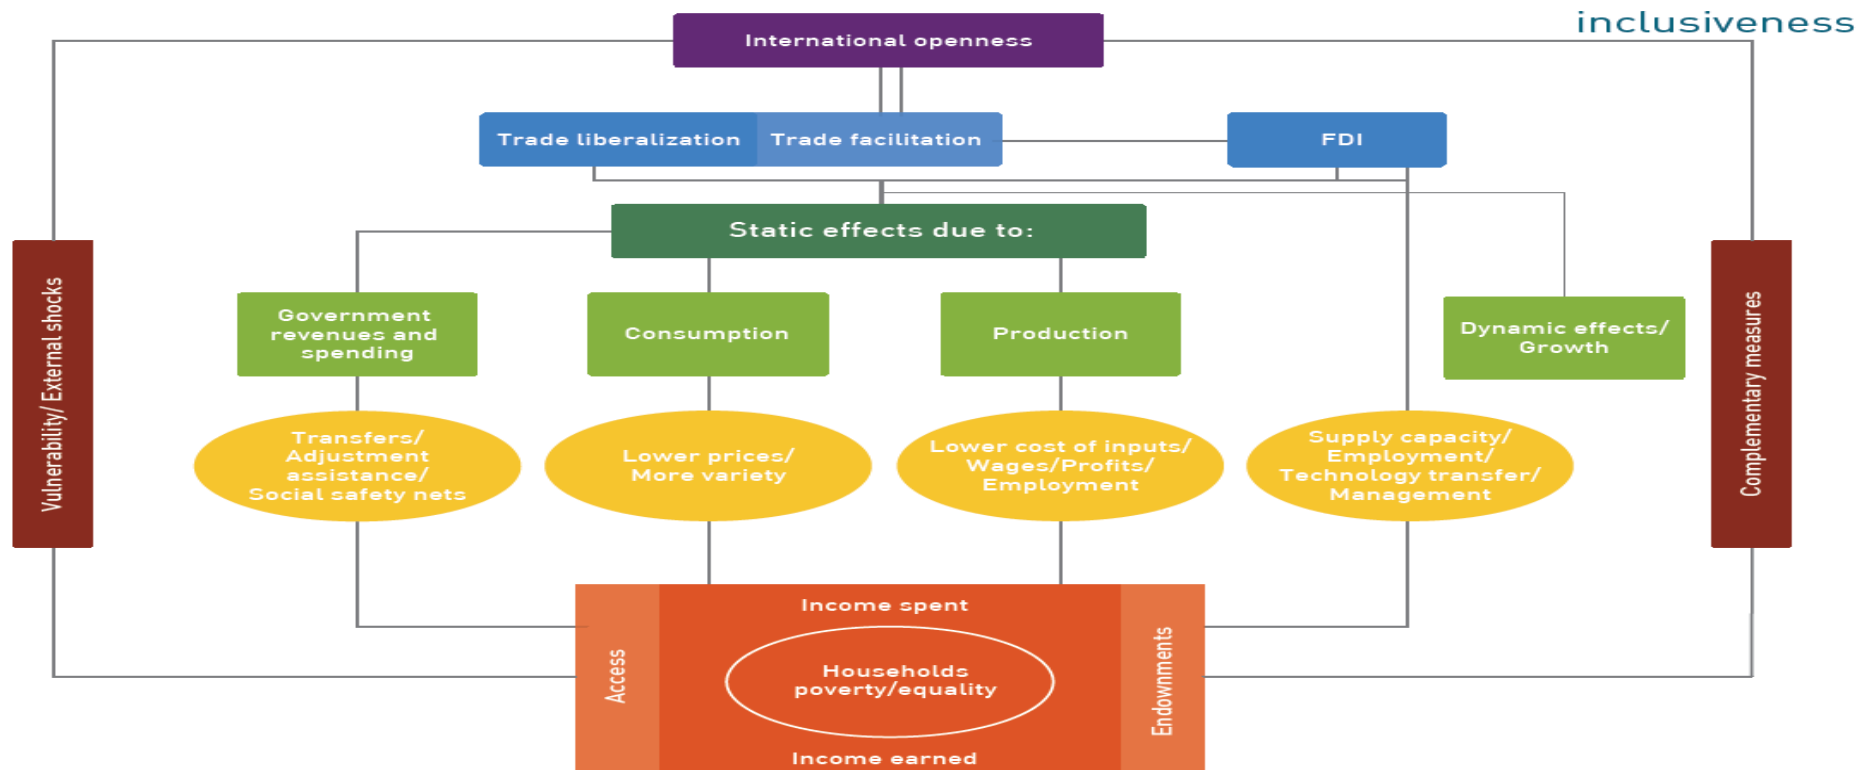 inclusiveness
International openness
Trade liberalization
Trade facilitation
FDI
Static effects due to:
Vulnerability/ External shocks
Government
revenues and
spending
Consumption
Production
Dynamic effects/
Growth
Complementary measures
Transfers/
Adjustment
assistance/
Social safety nets
Lower prices/
More variety
Lower cost of inputs/
Wages/Profits/
Employment
Supply capacity/
Employment/
Technology transfer/
Management
Access
Income spent
Households
poverty/equality
Income earned
Endownments